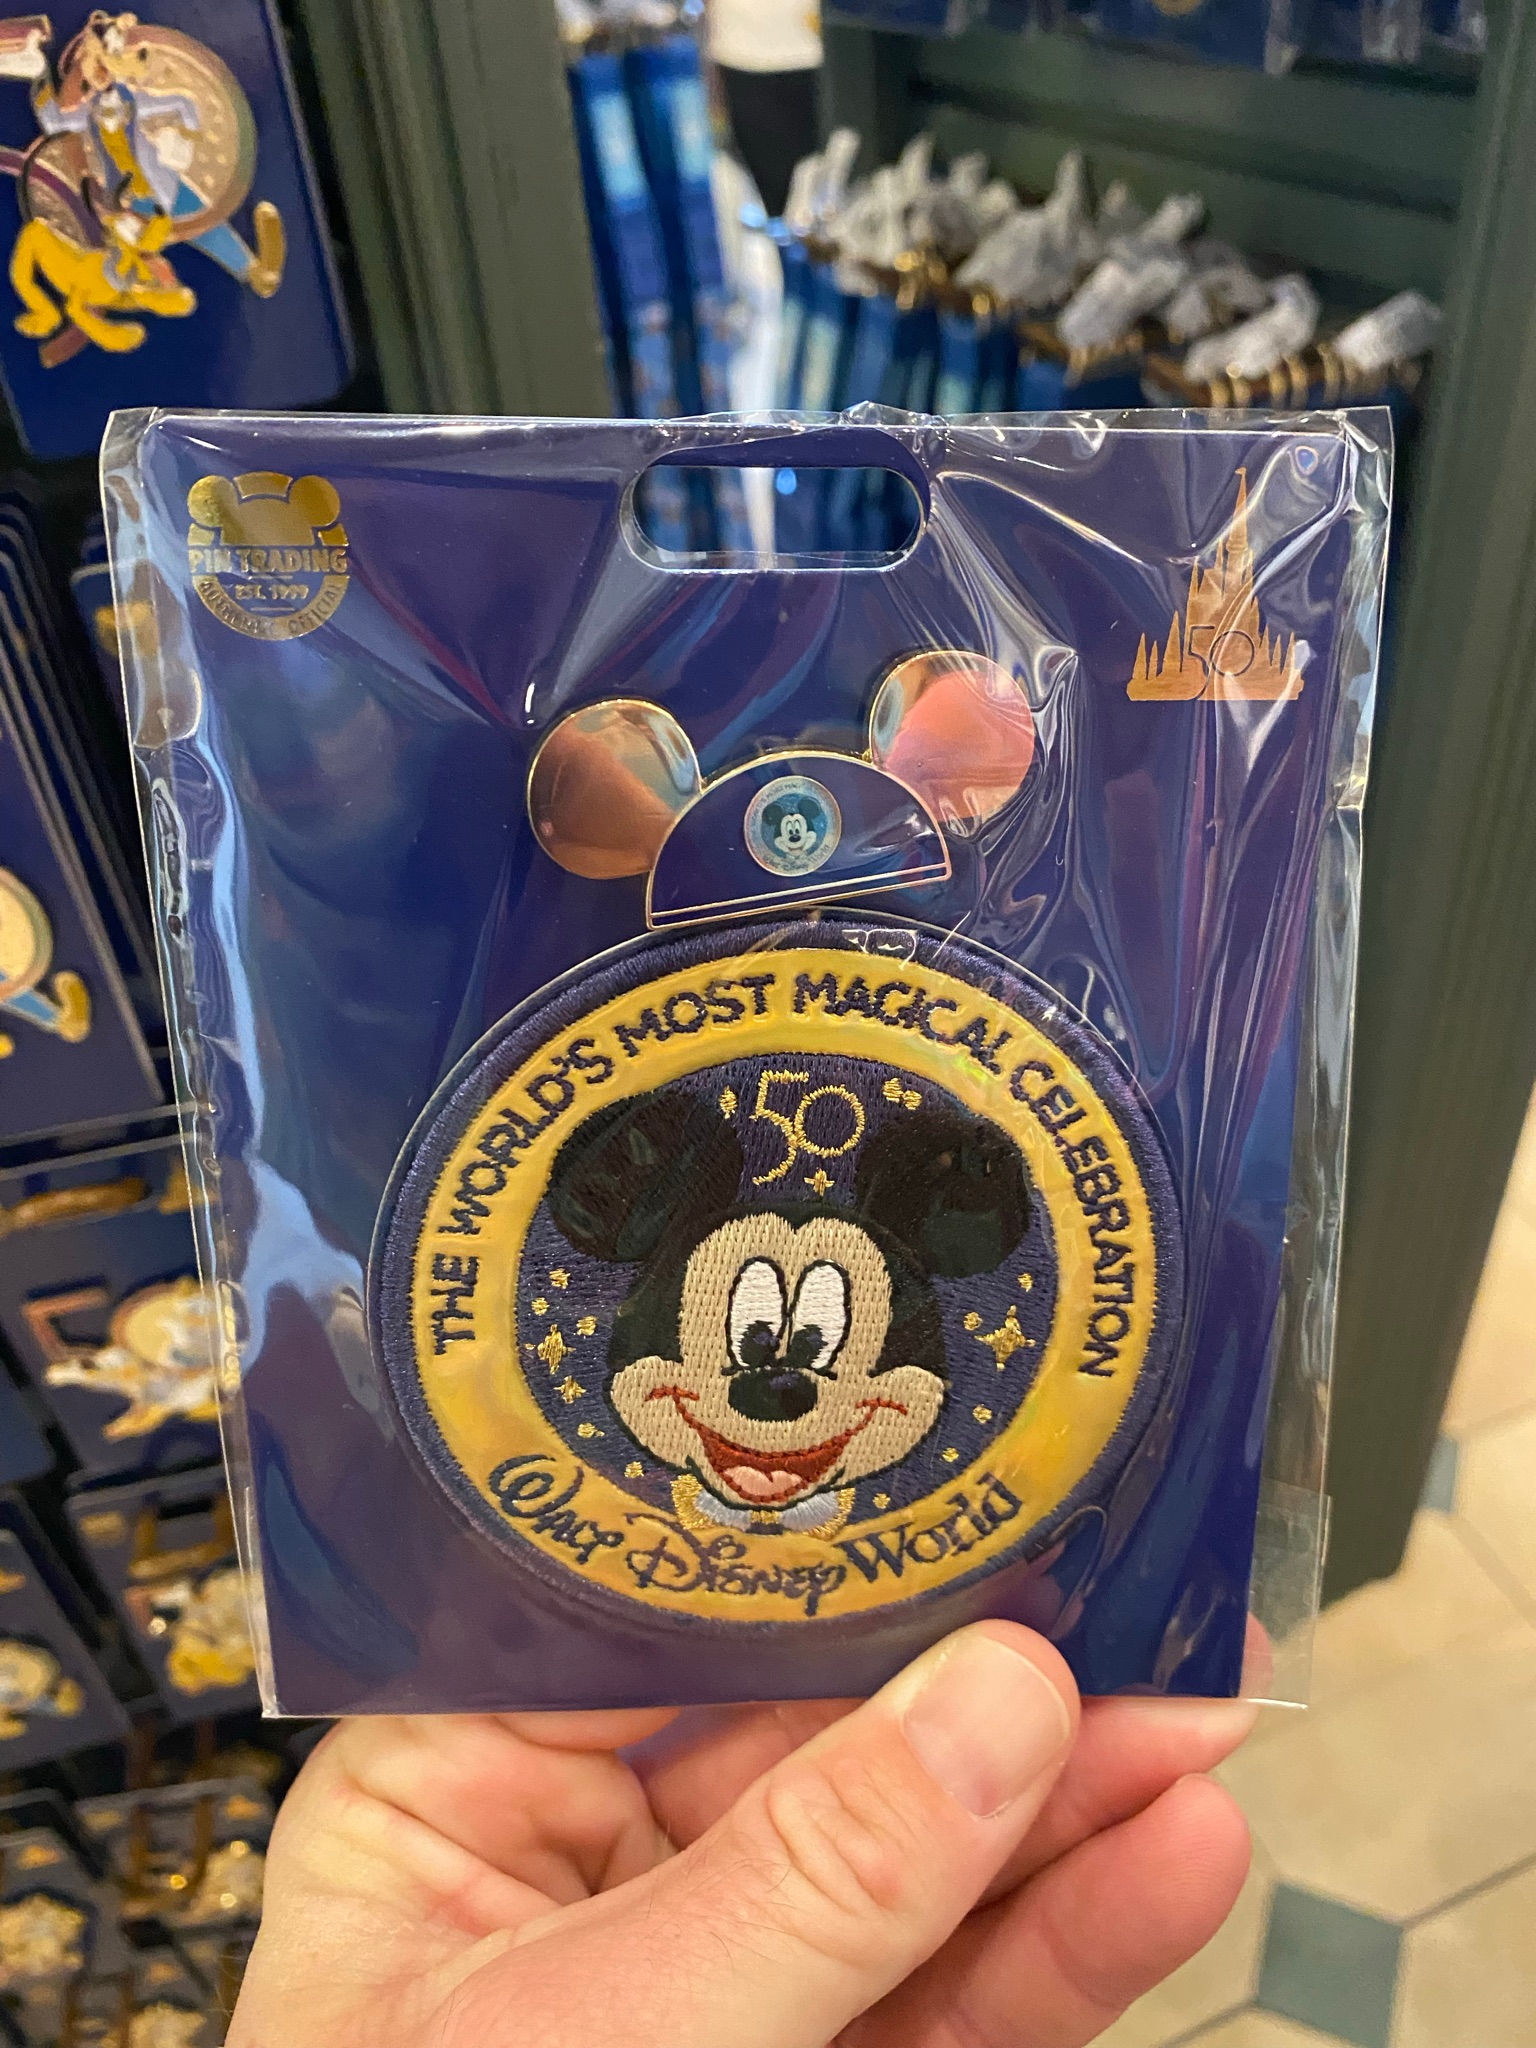 PIN TRADING
EST. 1999
50
THE WORLD'S MOST MAGICAL CELEBRATION
50
Walt Disney World